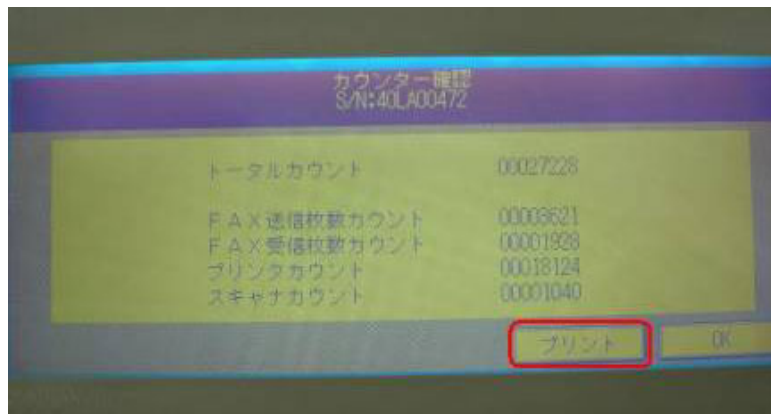 カウンター確認
S/N:40LA00472
トータルカウント 00027228
FAX送信枚数カウント 00003621
FAX受信枚数カウント 00001928
プリンタカウント 00018124
スキャナカウント 00001040
プリント OK